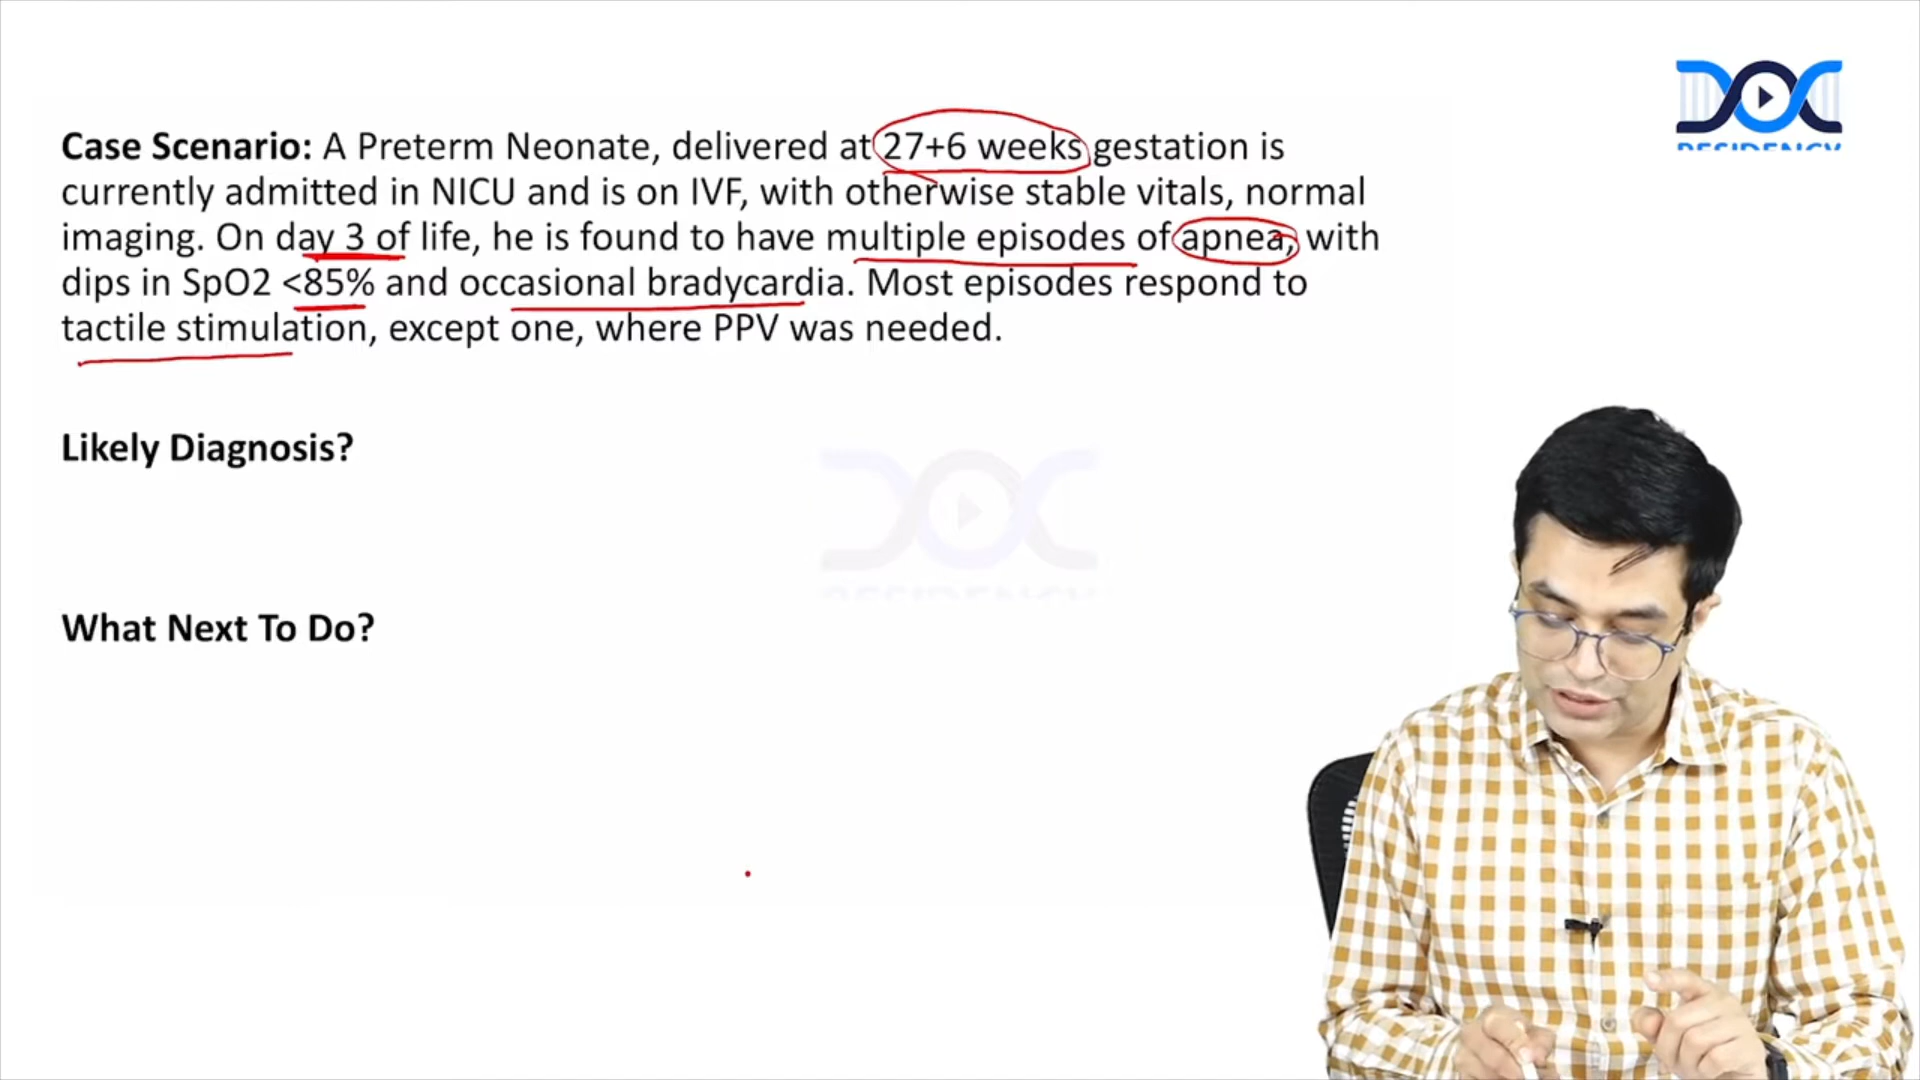 RESIDENCY
Case Scenario: A Preterm Neonate, delivered at 27+6 weeks gestation is
currently admitted in NICU and is on IVF, with otherwise stable vitals, normal
imaging. On day 3 of life, he is found to have multiple episodes of apnea, with
dips in SpO2 <85% and occasional bradycardia. Most episodes respond to
tactile stimulation, except one, where PPV was needed.
Likely Diagnosis?
DOC
RESIDENCY
What Next To Do?